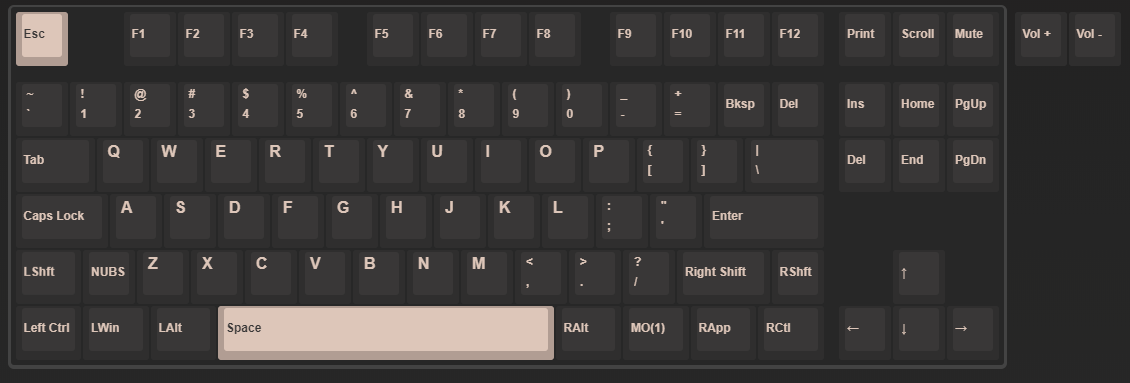 Esc F1 F2 F3 F4 F5 F6 F7 F8 F9 F10 F11 F12 Print Scroll Mute Vol + Vol -
~ ! @ # $ % ^ & * ( ) _ +
` 1 2 3 4 5 6 7 8 9 0 - = Bksp Del Ins Home PgUp
Tab Q W E R T Y U I O P { } |
[ ] \ Del End PgDn
Caps Lock A S D F G H J K L : " Enter
; '
LShft NUBS Z X C V B N M < > ? Right Shift RShft ↑
, . /
Left Ctrl LWin LAlt Space RAlt MO(1) RApp RCtl ← ↓ →